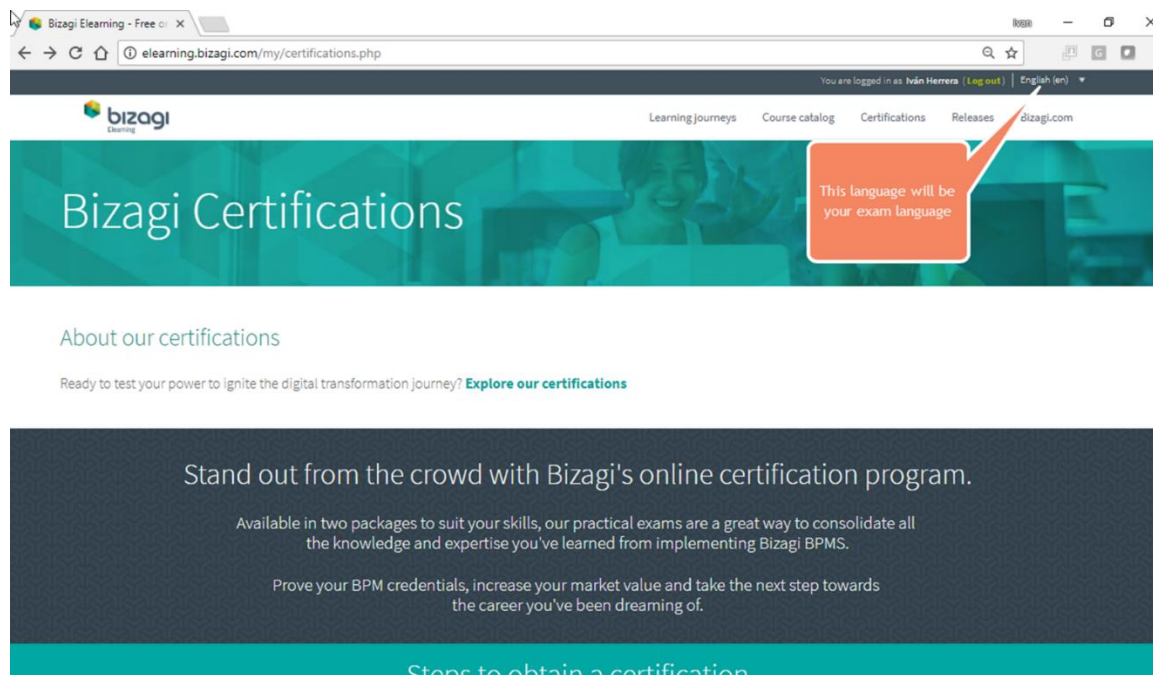 Bizagi Elearning - Free or
Ivan
elearning.bizagi.com/my/certifications.php
You are logged in as Iván Herrera (Log out) English (en)
bizagi
Elearning
Learning journeys Course catalog Certifications Releases Bizagi.com
Bizagi Certifications
This language will be
your exam language
About our certifications
Ready to test your power to ignite the digital transformation journey? Explore our certifications
Stand out from the crowd with Bizagi's online certification program.
Available in two packages to suit your skills, our practical exams are a great way to consolidate all
the knowledge and expertise you've learned from implementing Bizagi BPMS.
Prove your BPM credentials, increase your market value and take the next step towards
the career you've been dreaming of.
Steps to obtain a certification